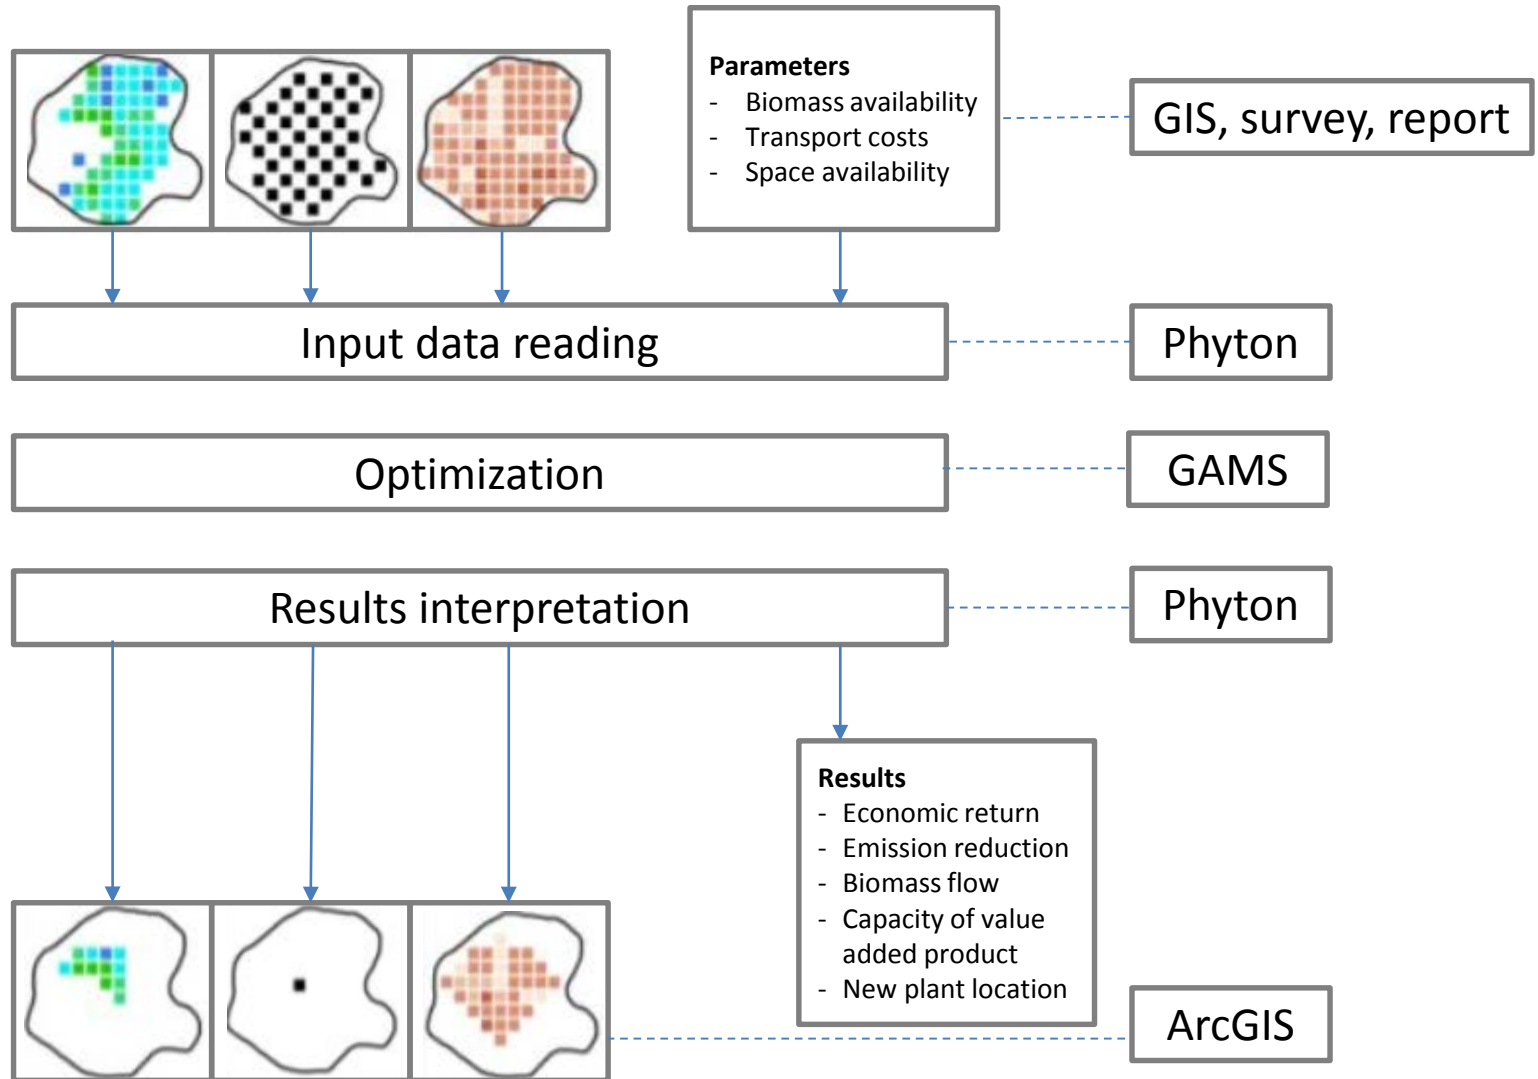 Parameters
- Biomass availability
- Transport costs
- Space availability
GIS, survey, report
Input data reading
Phyton
Optimization
GAMS
Results interpretation
Phyton
Results
- Economic return
- Emission reduction
- Biomass flow
- Capacity of value
added product
- New plant location
ArcGIS